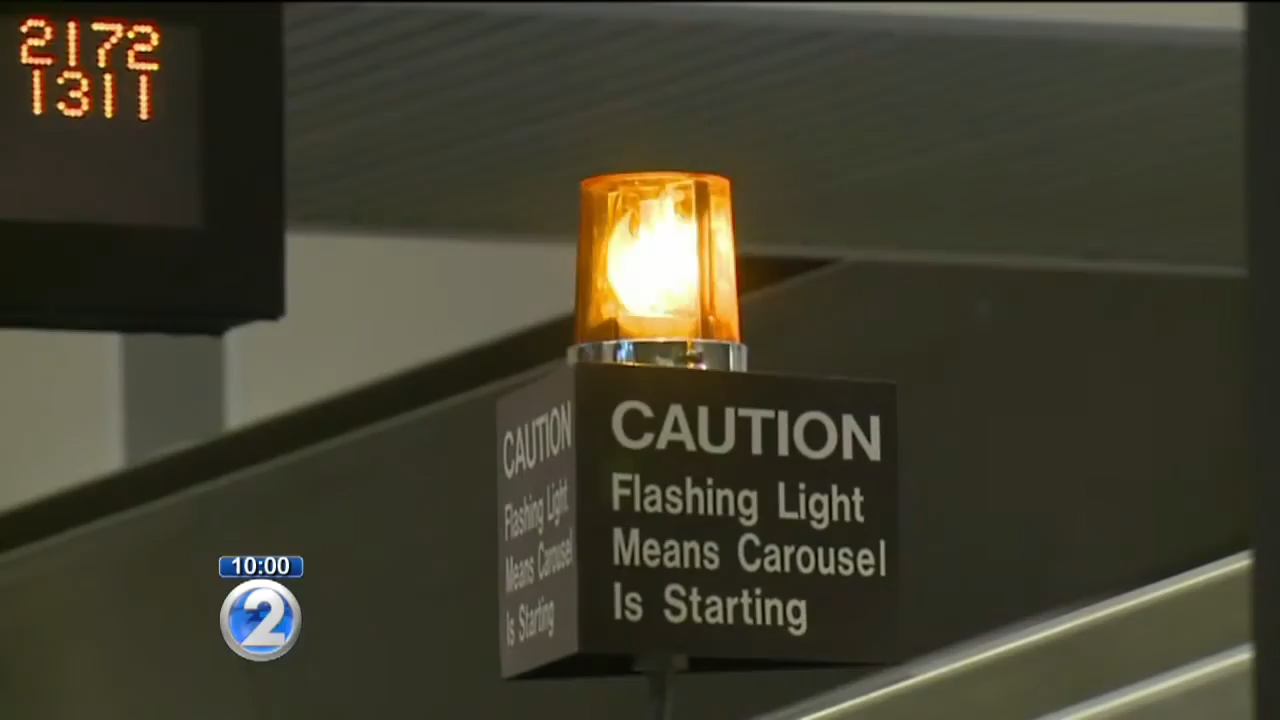 2172
1311
CAUTION
Flashing Light
Means Carousel
Is Starting
CAUTION
Flashing Light
Means Carousel
Is Starting
10:00
2